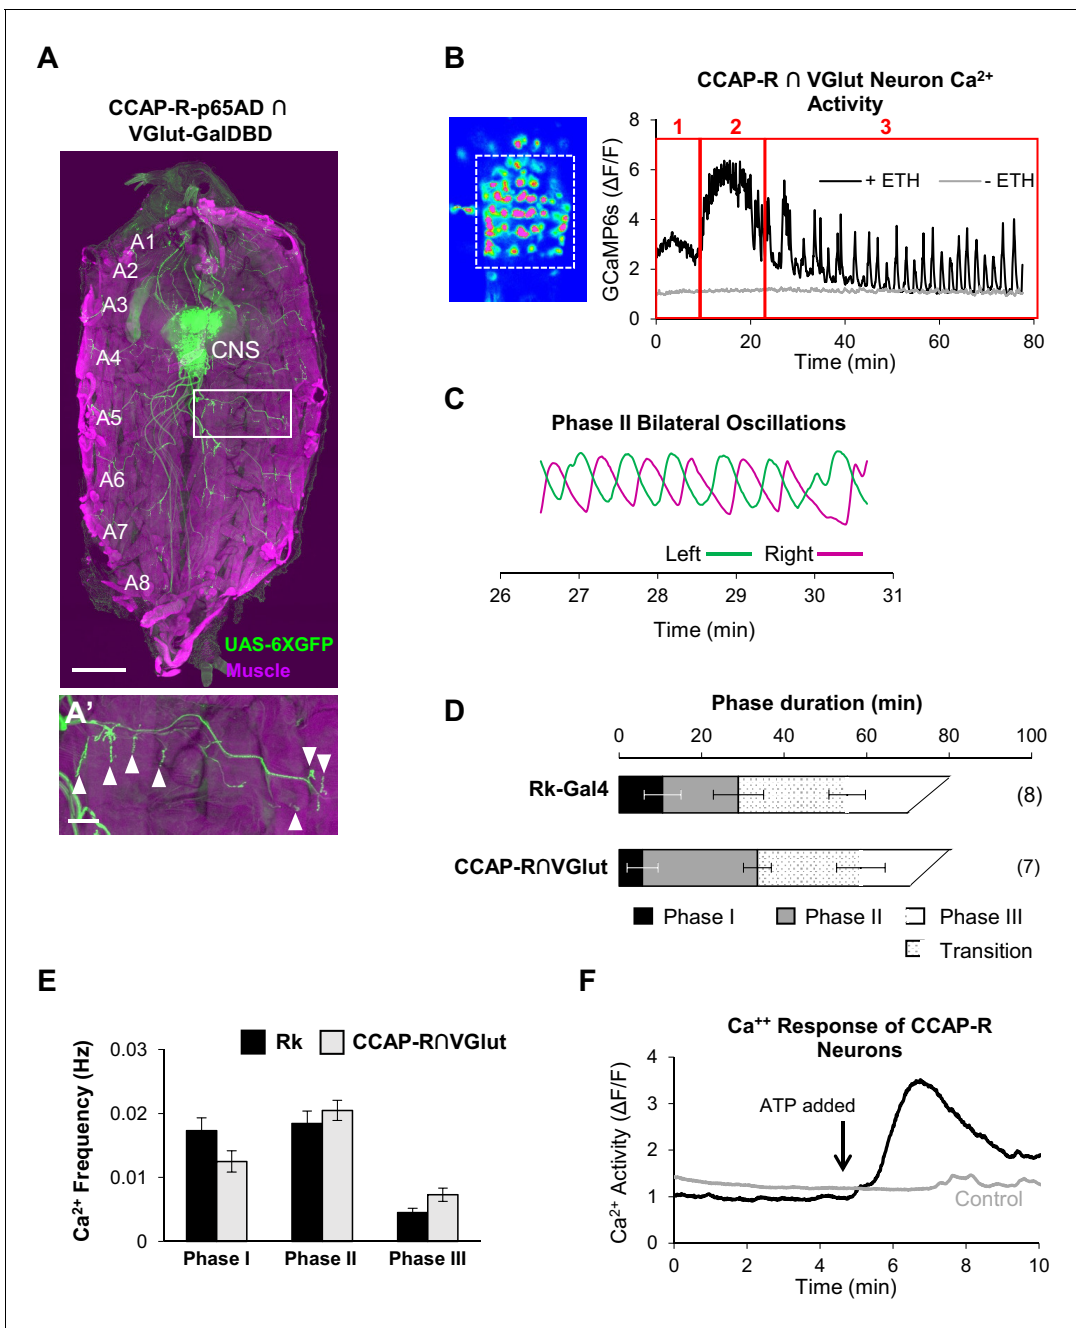 A
CCAP-R-p65AD ∩
VGlut-GalDBD
A1
A2
A3
A4
A5
A6
A7
A8
CNS
UAS-6XGFP
Muscle
A'
B
CCAP-R ∩ VGlut Neuron Ca²⁺
Activity
GCaMP6s (ΔF/F)
8
6
4
2
0
1
2
3
+ ETH
- ETH
0
20
40
60
80
Time (min)
C
Phase II Bilateral Oscillations
Left
Right
26
27
28
29
30
31
Time (min)
D
Phase duration (min)
0
20
40
60
80
100
Rk-Gal4
(8)
CCAP-R∩VGlut
(7)
Phase I
Phase II
Phase III
Transition
E
Rk
CCAP-R∩VGlut
Ca²⁺ Frequency (Hz)
0.03
0.02
0.01
0
Phase I
Phase II
Phase III
F
Ca⁺⁺ Response of CCAP-R
Neurons
Ca²⁺ Activity (ΔF/F)
4
3
2
1
0
ATP added
Control
0
2
4
6
8
10
Time (min)